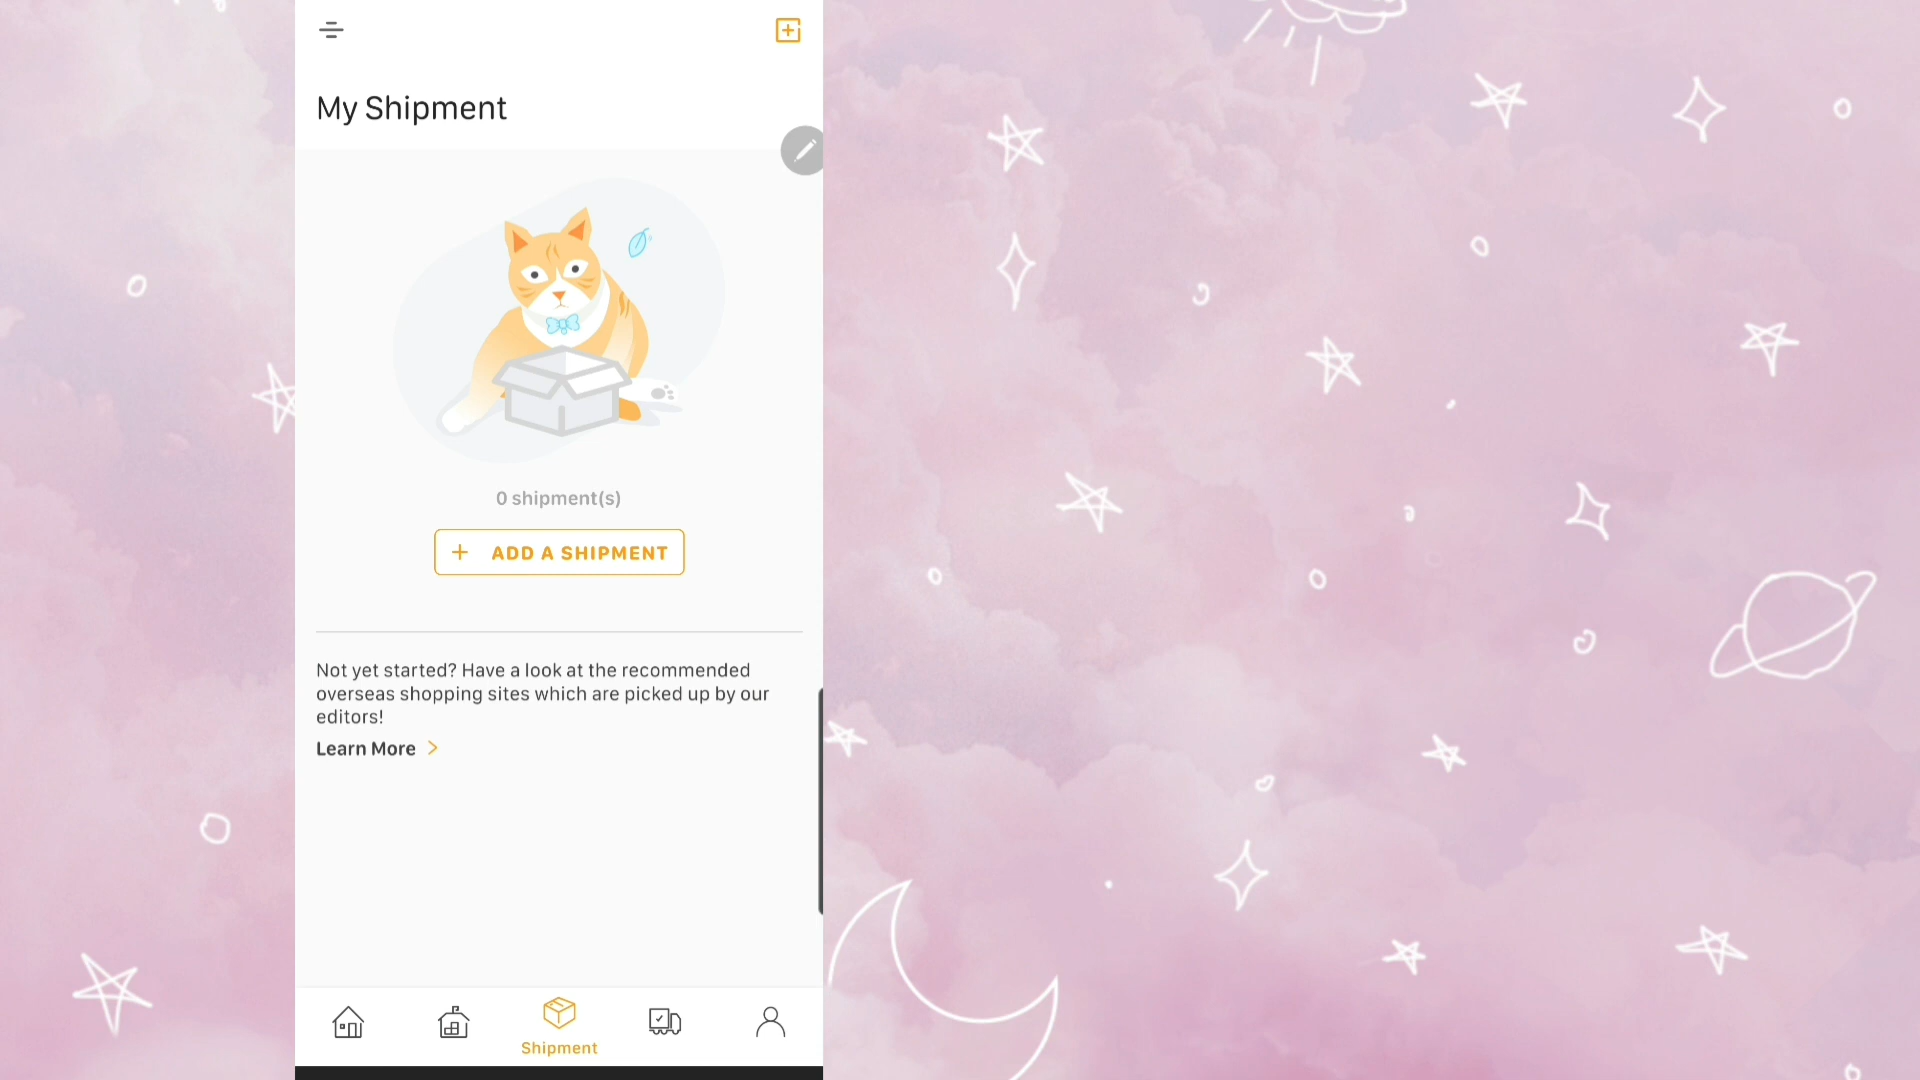 My Shipment
0 shipment(s)
+ ADD A SHIPMENT
Not yet started? Have a look at the recommended
overseas shopping sites which are picked up by our
editors!
Learn More >
Shipment